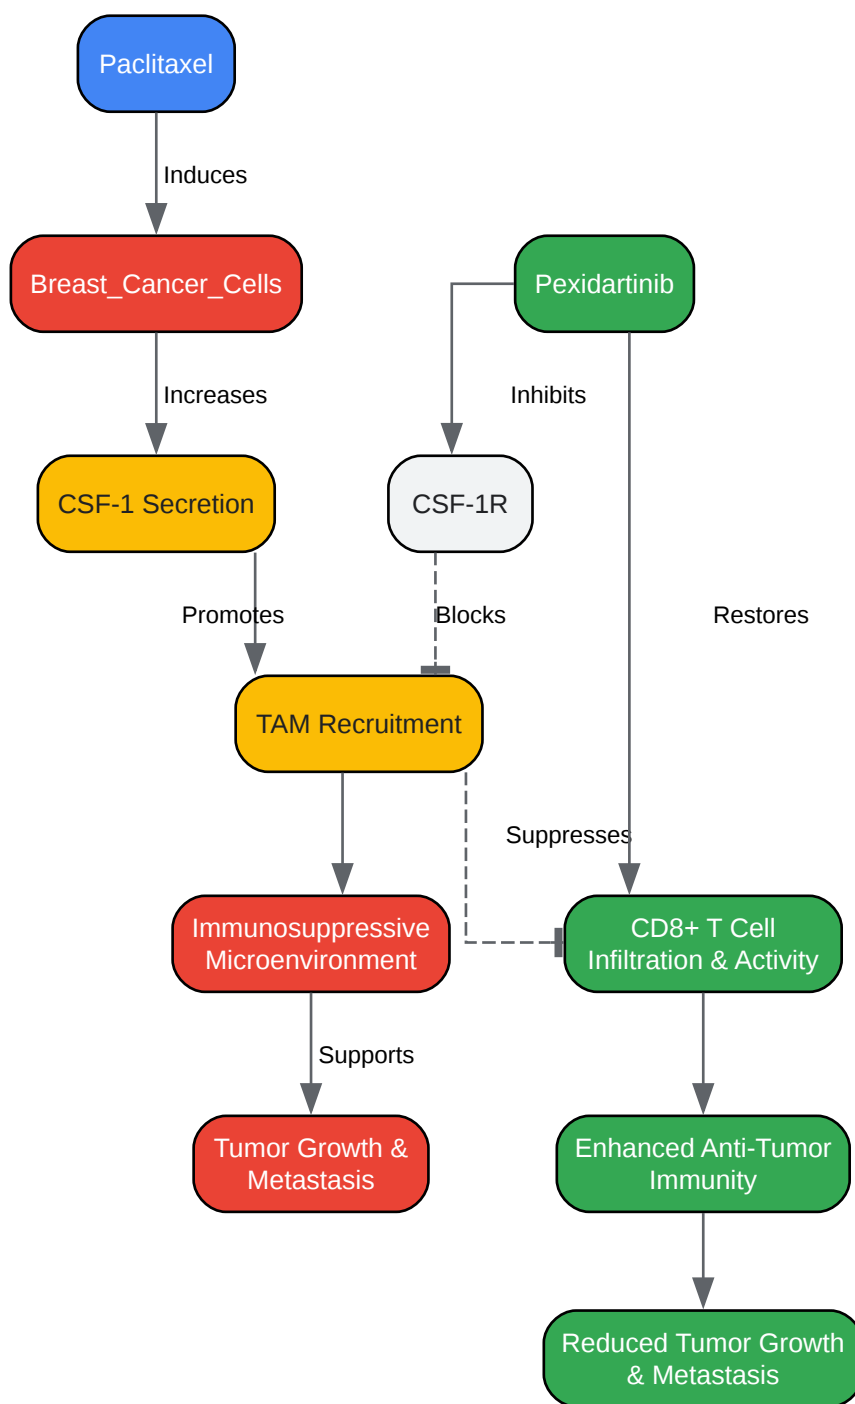 Paclitaxel
Induces
Breast_Cancer_Cells
Pexidartinib
Increases
Inhibits
CSF-1 Secretion
CSF-1R
Promotes
Blocks
Restores
TAM Recruitment
Suppresses
Immunosuppressive
Microenvironment
CD8+ T Cell
Infiltration & Activity
Supports
Tumor Growth &
Metastasis
Enhanced Anti-Tumor
Immunity
Reduced Tumor Growth
& Metastasis